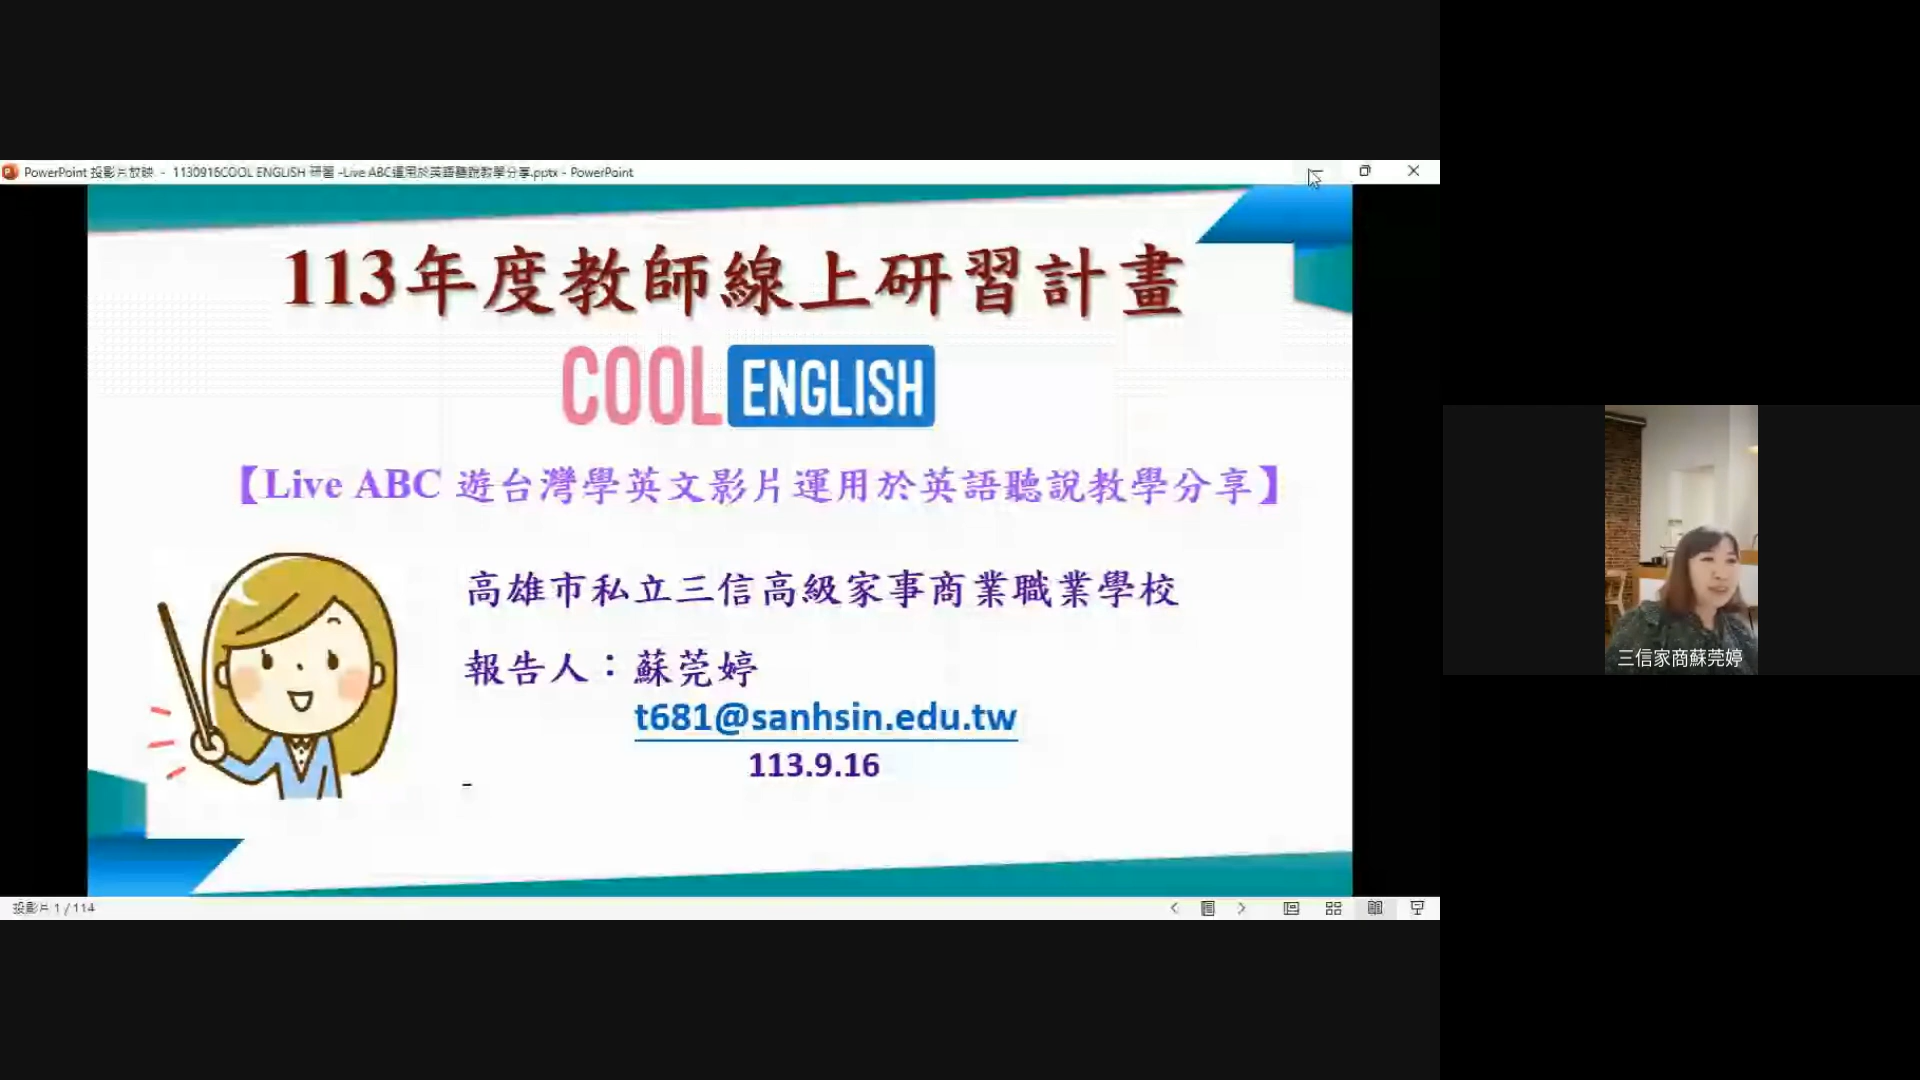 PowerPoint 投影片放映 - 1130916COOL ENGLISH 研習 -Live ABC運用於英語聽說教學分享.pptx - PowerPoint
113年度教師線上研習計畫
COOL ENGLISH
【Live ABC 遊台灣學英文影片運用於英語聽說教學分享】
高雄市私立三信高級家事商業職業學校
報告人：蘇莞婷
t681@sanhsin.edu.tw
113.9.16
-
投影片 1 / 114
三信家商蘇莞婷